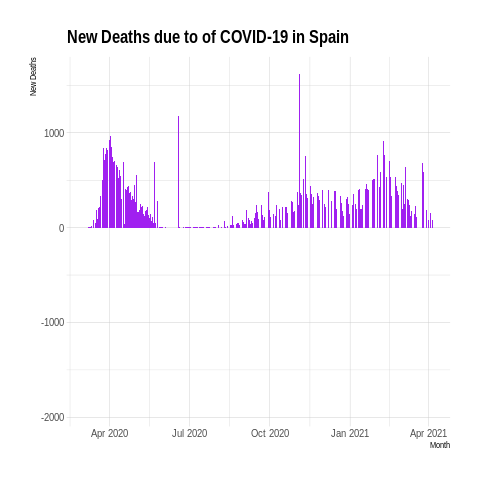 New Deaths due to of COVID-19 in Spain
New Deaths
1000
0
-1000
-2000
Apr 2020 Jul 2020 Oct 2020 Jan 2021 Apr 2021
Month